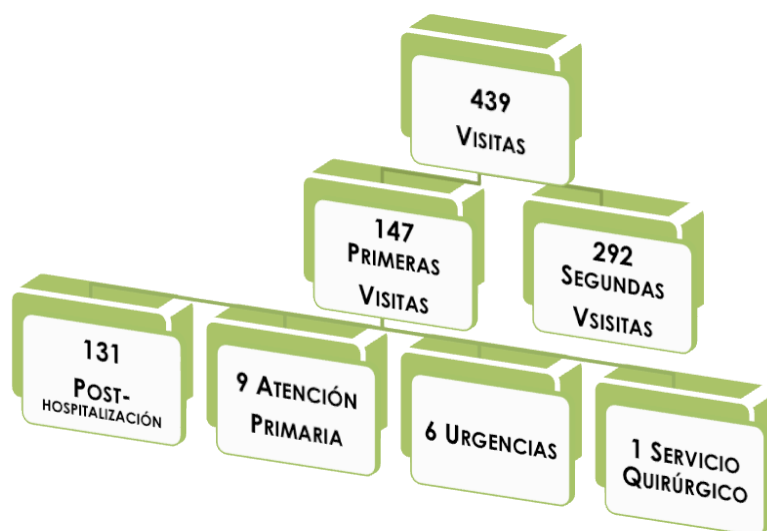 439
Visitas
147
Primeras
Visitas
292
Segundas
Vsisitas
131
Post-
hospitalización
9 Atención
Primaria
6 Urgencias
1 Servicio
Quirúrgico